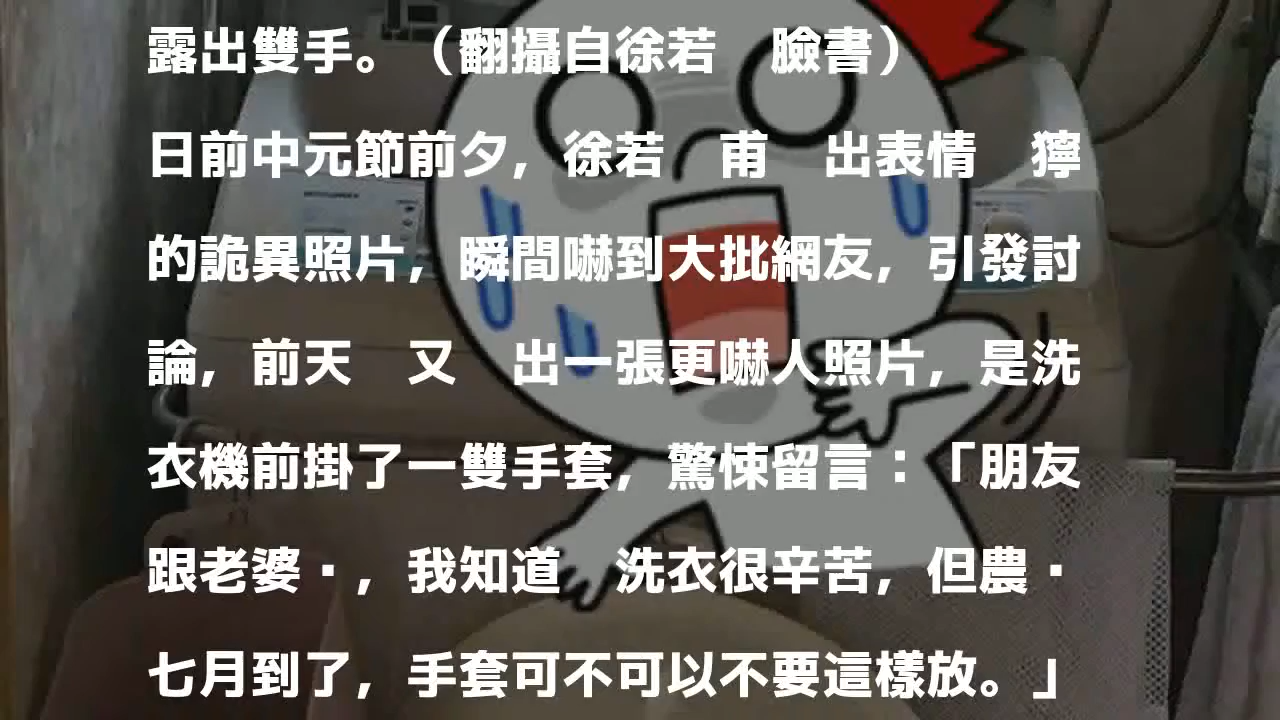 露出雙手。（翻攝自徐若　臉書）
日前中元節前夕，徐若　甫　出表情　獰
的詭異照片，瞬間嚇到大批網友，引發討
論，前天　又　出一張更嚇人照片，是洗
衣機前掛了一雙手套，驚悚留言：「朋友
跟老婆·，我知道　洗衣很辛苦，但農·
七月到了，手套可不可以不要這樣放。」